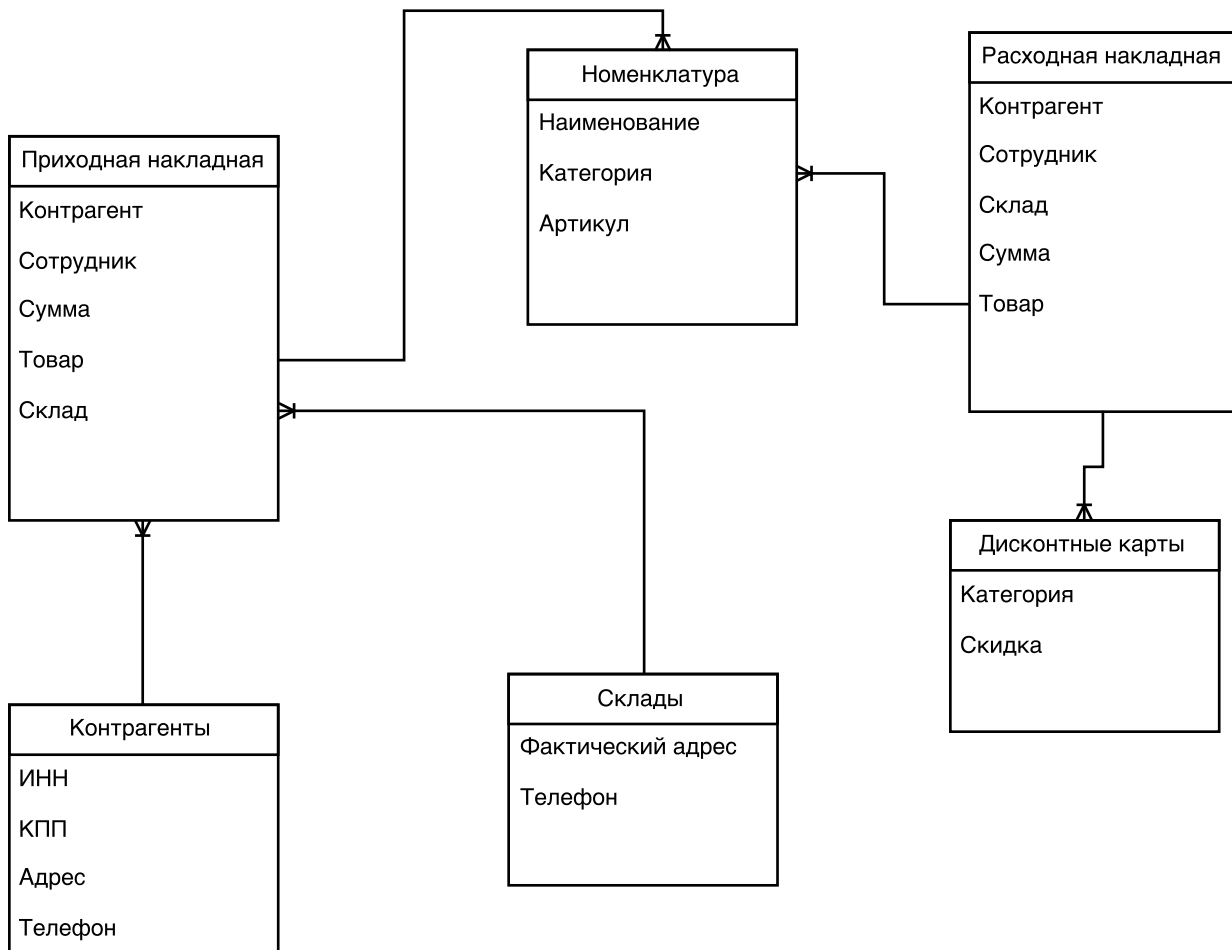 Приходная накладная
Контрагент
Сотрудник
Сумма
Товар
Склад
Номенклатура
Наименование
Категория
Артикул
Расходная накладная
Контрагент
Сотрудник
Склад
Сумма
Товар
Дисконтные карты
Категория
Скидка
Контрагенты
ИНН
КПП
Адрес
Телефон
Склады
Фактический адрес
Телефон